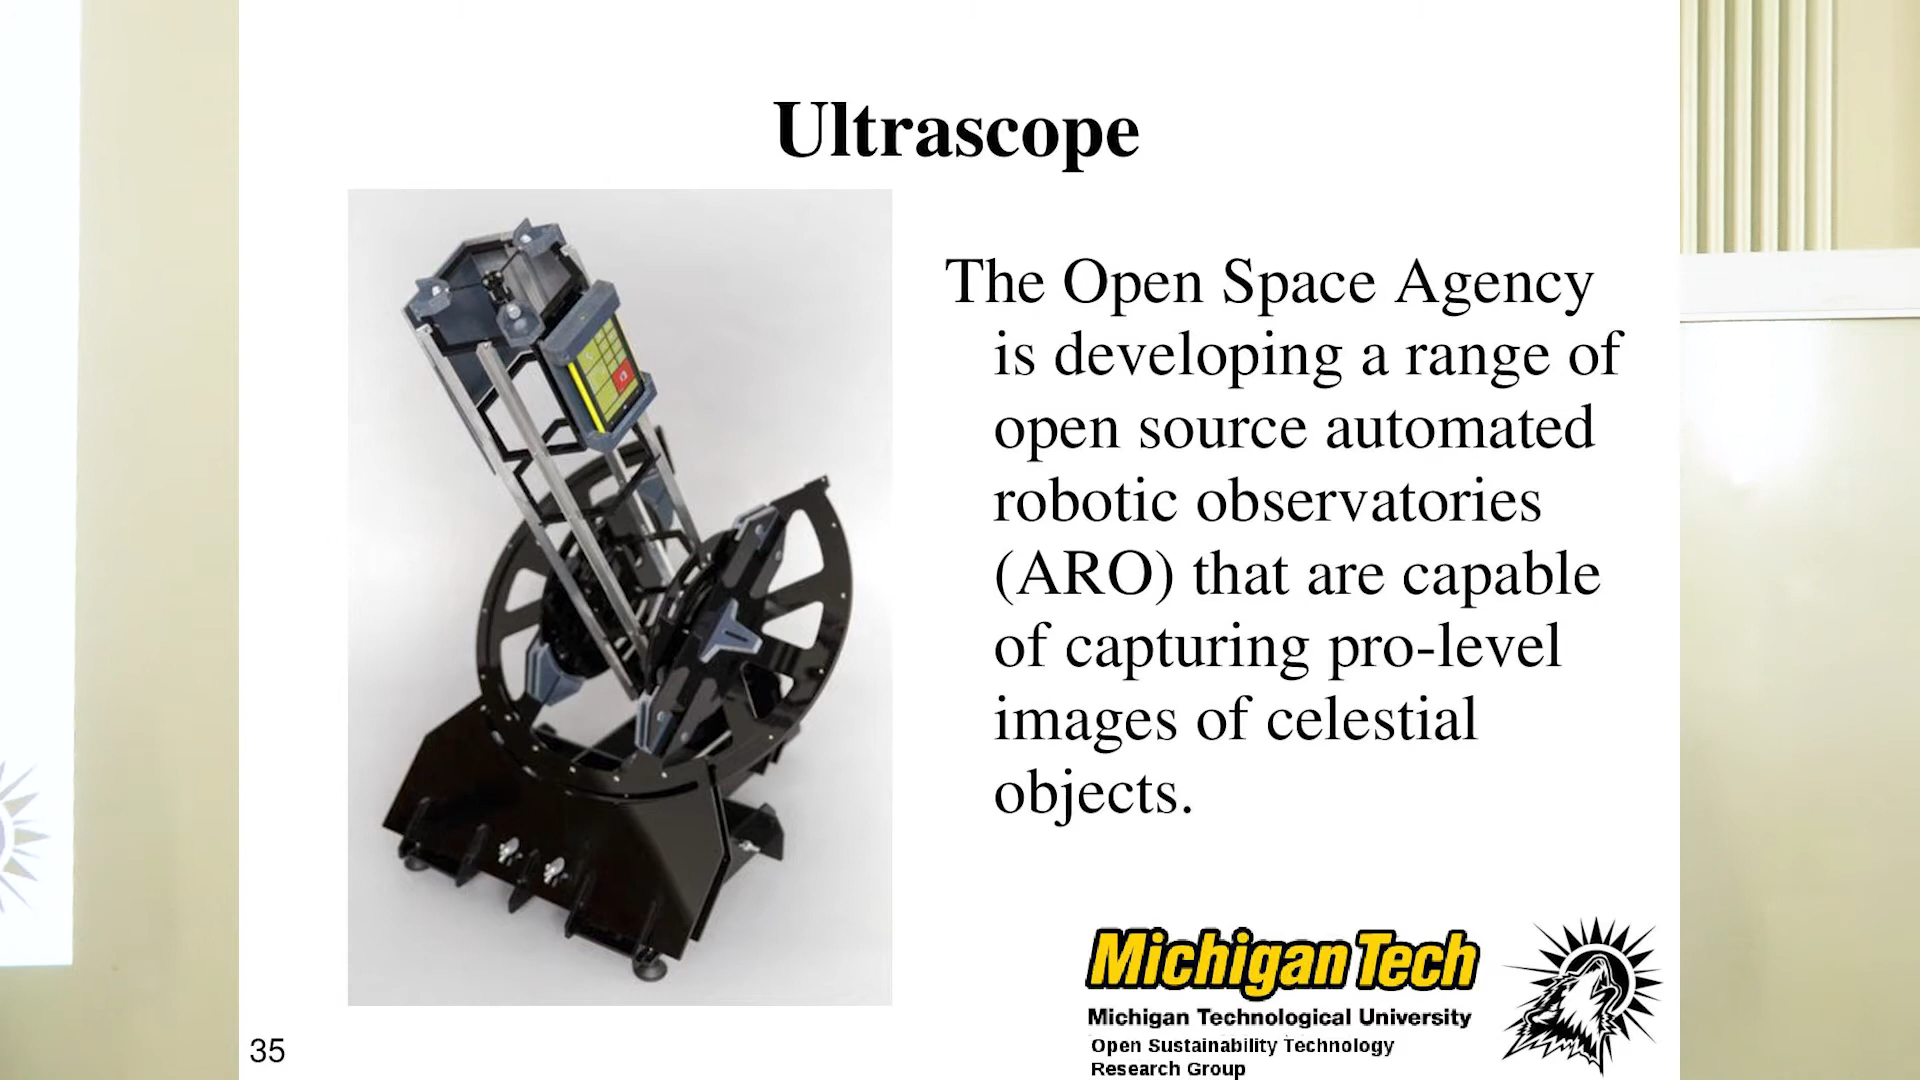 Ultrascope
The Open Space Agency
is developing a range of
open source automated
robotic observatories
(ARO) that are capable
of capturing pro-level
images of celestial
objects.
Michigan Tech
Michigan Technological University
Open Sustainability Technology
Research Group
35